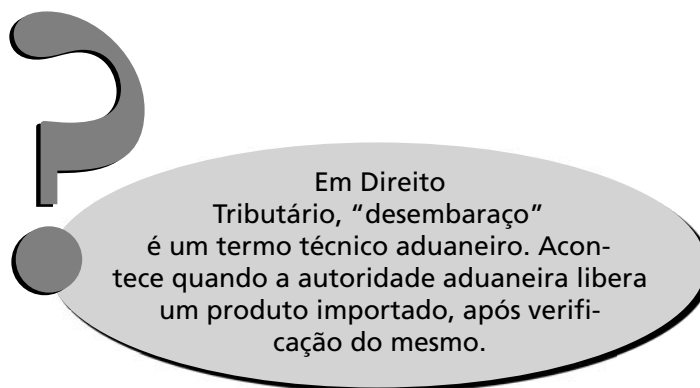 Em Direito
Tributário, “desembaraço”
é um termo técnico aduaneiro. Acon-
tece quando a autoridade aduaneira libera
um produto importado, após verifi-
cação do mesmo.